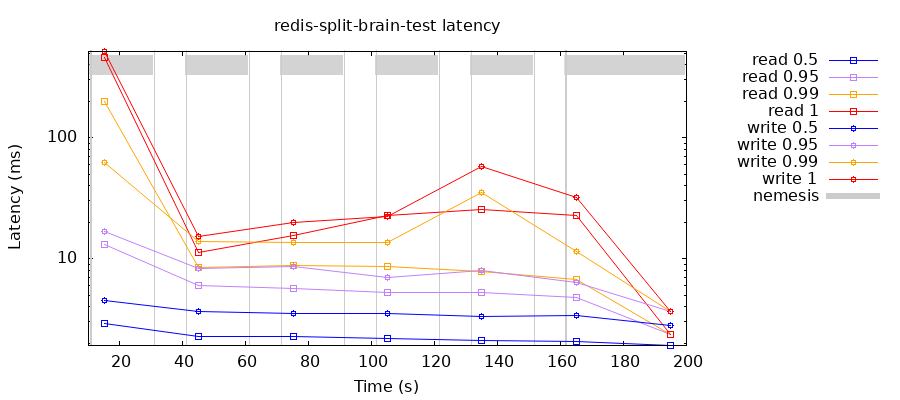 redis-split-brain-test latency
Latency (ms)
100
10
20 40 60 80 100 120 140 160 180 200
Time (s)
read 0.5
read 0.95
read 0.99
read 1
write 0.5
write 0.95
write 0.99
write 1
nemesis